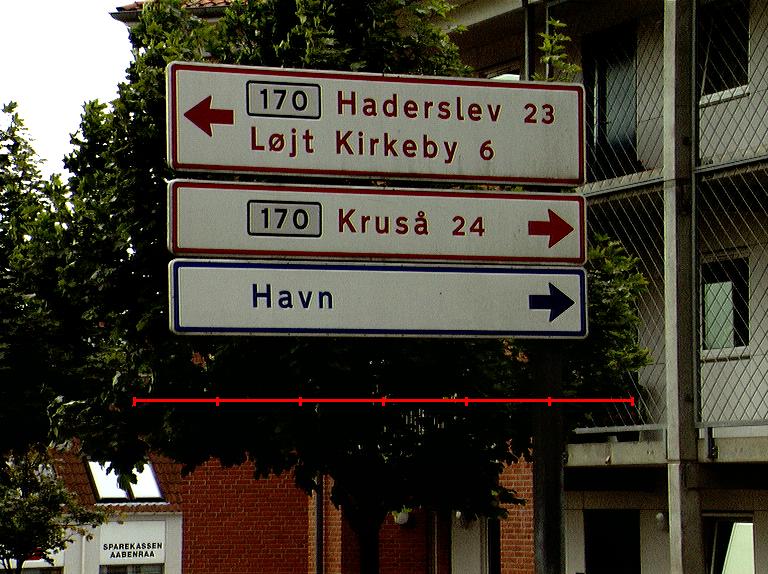 170 Haderslev 23
Løjt Kirkeby 6
170 Kruså 24
Havn
SPAREKASSEN
AABENRAA